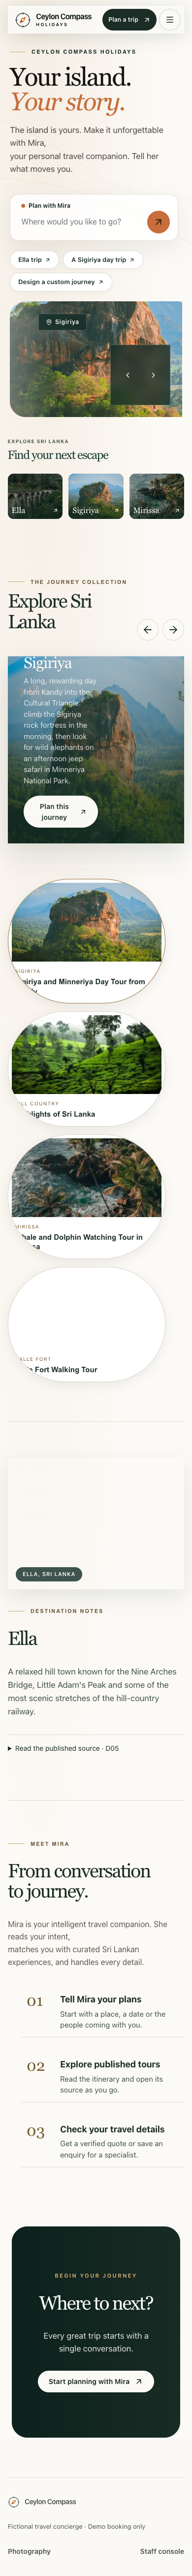 Ceylon Compass
HOLIDAYS
Plan a trip
CEYLON COMPASS HOLIDAYS
Your island.
Your story.
The island is yours. Make it unforgettable
with Mira,
your personal travel companion. Tell her
what moves you.
Plan with Mira
Where would you like to go?
Ella trip
A Sigiriya day trip
Design a custom journey
Sigiriya
EXPLORE SRI LANKA
Find your next escape
Ella
Sigiriya
Mirissa
THE JOURNEY COLLECTION
Explore Sri
Lanka
Sigiriya
A long, rewarding day
from Kandy into the
Cultural Triangle:
climb the Sigiriya
rock fortress in the
morning, then look
for wild elephants on
an afternoon jeep
safari in Minneriya
National Park.
Plan this
journey
SIGIRIYA
giriya and Minneriya Day Tour from
ILL COUNTRY
hlights of Sri Lanka
MIRISSA
hale and Dolphin Watching Tour in
ALLE FORT
Fort Walking Tour
ELLA, SRI LANKA
DESTINATION NOTES
Ella
A relaxed hill town known for the Nine Arches
Bridge, Little Adam's Peak and some of the
most scenic stretches of the hill-country
railway.
Read the published source · D05
MEET MIRA
From conversation
to journey.
Mira is your intelligent travel companion. She
reads your intent,
matches you with curated Sri Lankan
experiences, and handles every detail.
01
Tell Mira your plans
Start with a place, a date or the
people coming with you.
02
Explore published tours
Read the itinerary and open its
source as you go.
03
Check your travel details
Get a verified quote or save an
enquiry for a specialist.
BEGIN YOUR JOURNEY
Where to next?
Every great trip starts with a
single conversation.
Start planning with Mira
Ceylon Compass
Fictional travel concierge · Demo booking only
Photography
Staff console